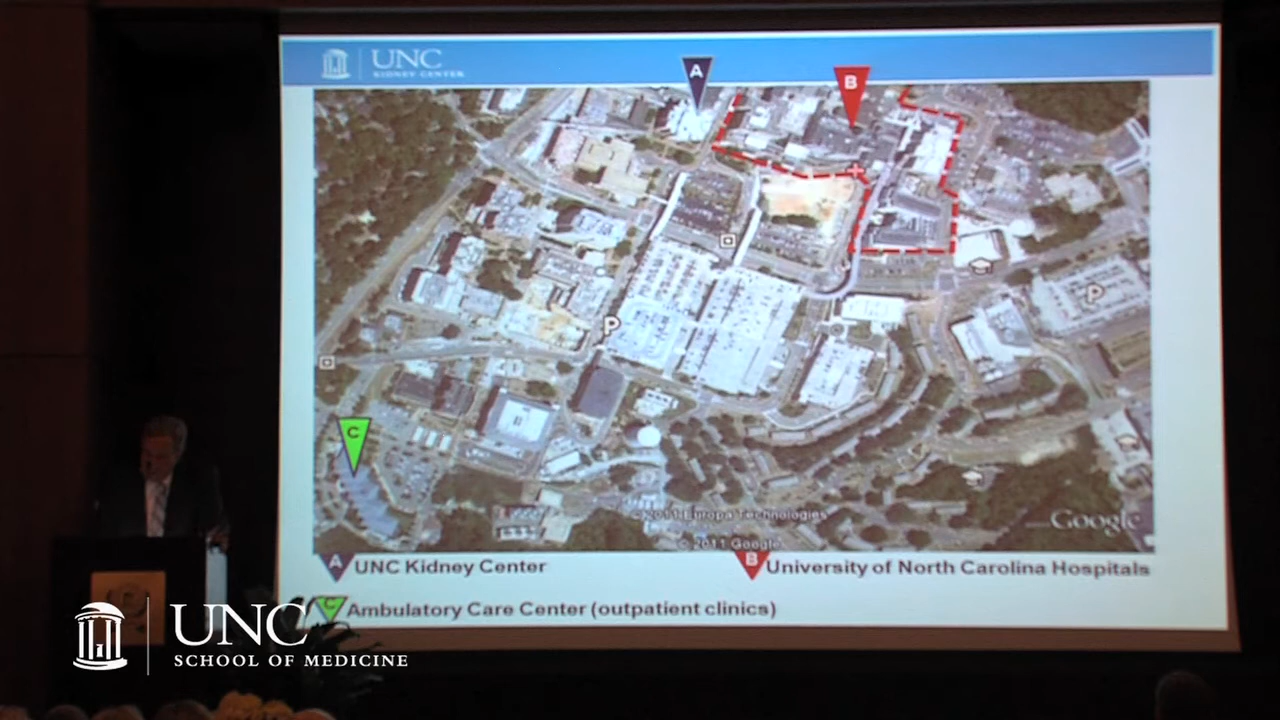 UNC
KIDNEY CENTER
A
B
P
P
C
© 2011 Europa Technologies
© 2011 Google
Google
A UNC Kidney Center
B University of North Carolina Hospitals
C Ambulatory Care Center (outpatient clinics)
UNC
SCHOOL OF MEDICINE